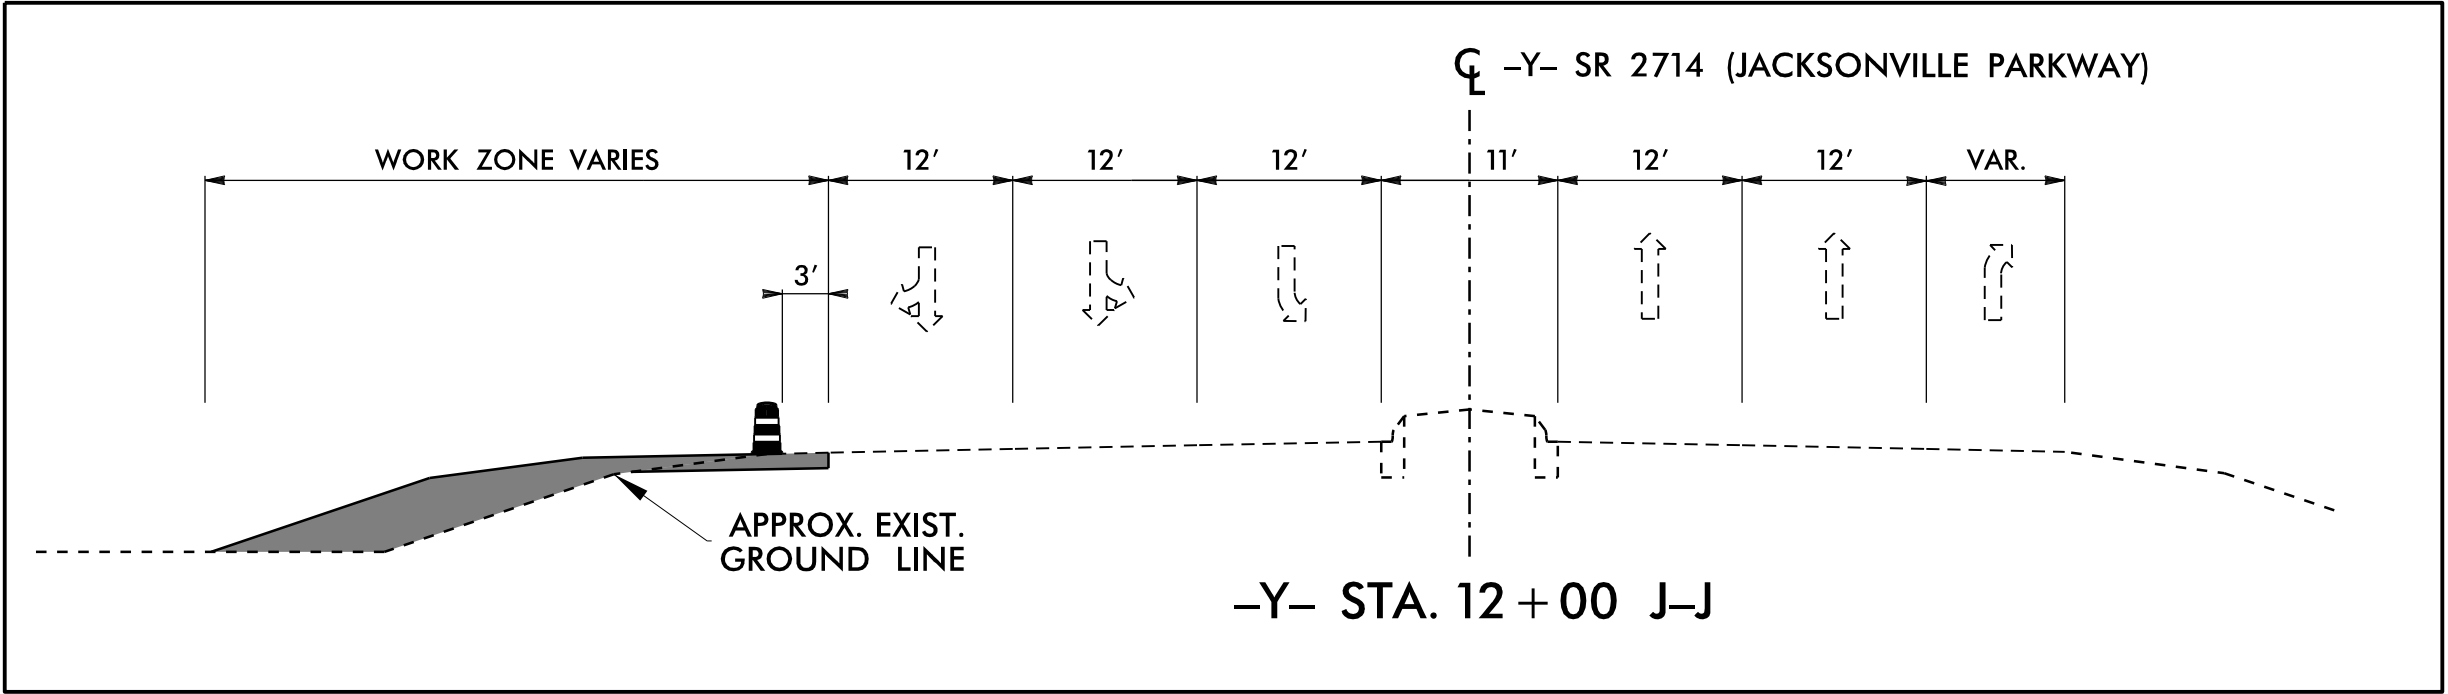 ℄ –Y– SR 2714 (JACKSONVILLE PARKWAY)
WORK ZONE VARIES 12' 12' 12' 11' 12' 12' VAR.
3'
APPROX. EXIST.
GROUND LINE
–Y– STA. 12+00 J–J